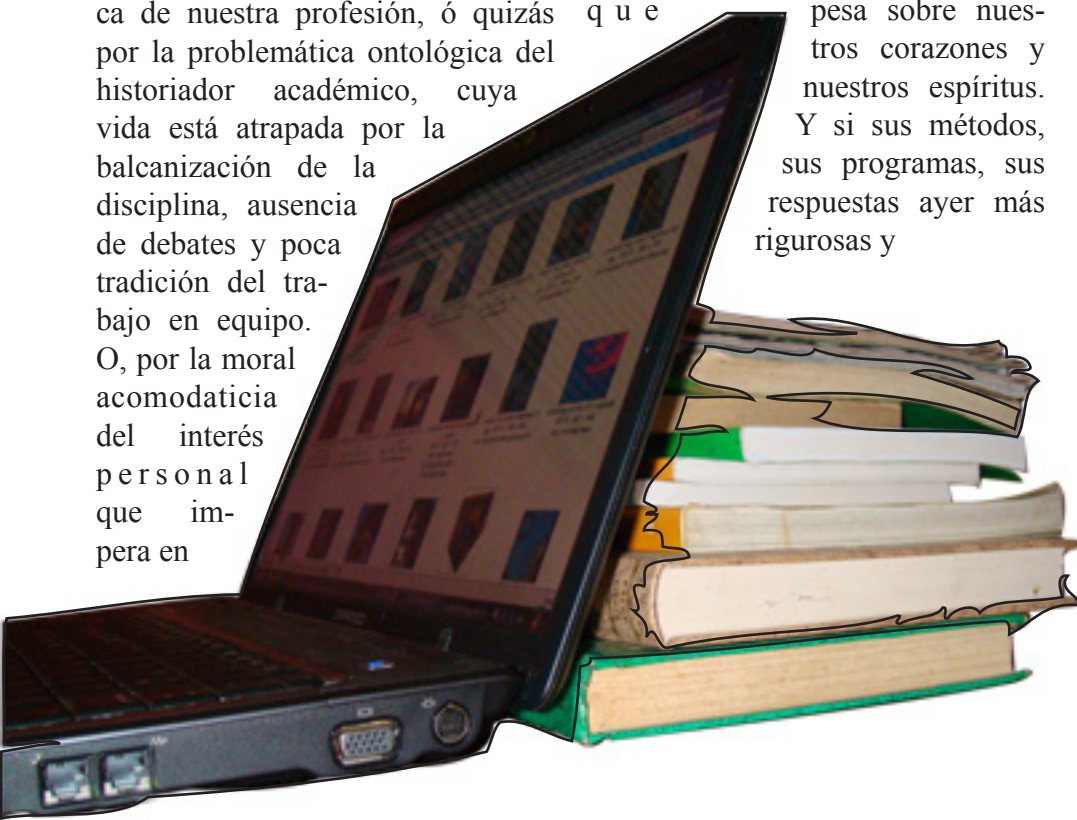 ca de nuestra profesión, ó quizás
por la problemática ontológica del
historiador académico, cuya
vida está atrapada por la
balcanización de la
disciplina, ausencia
de debates y poca
tradición del tra-
bajo en equipo.
O, por la moral
acomodaticia
del interés
personal
que im-
pera en
que pesa sobre nues-
tros corazones y
nuestros espíritus.
Y si sus métodos,
sus programas, sus
respuestas ayer más
rigurosas y